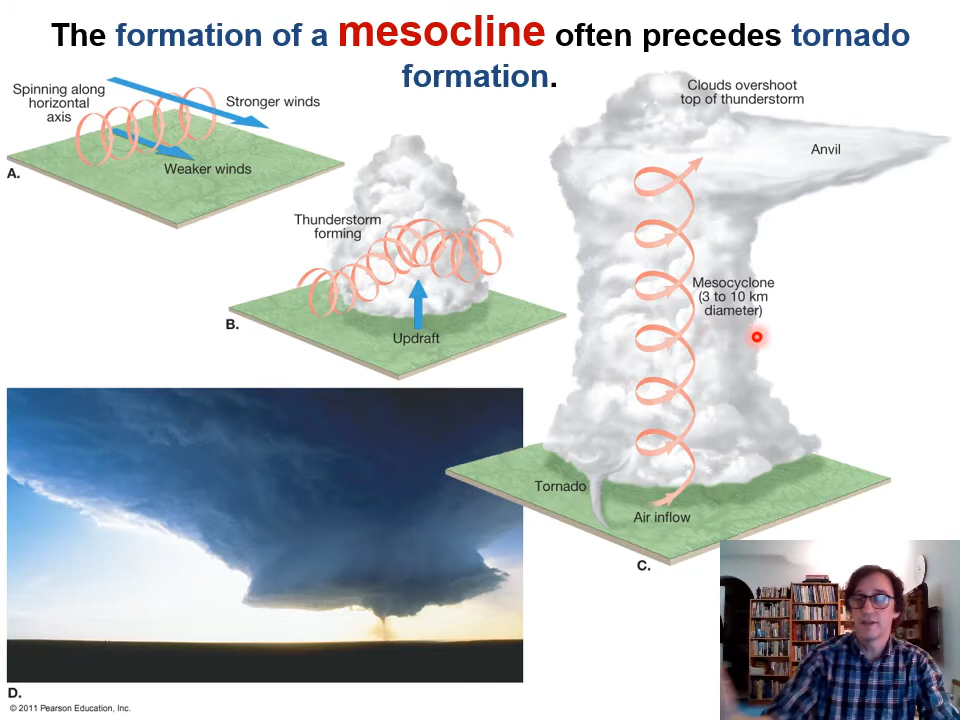 The formation of a mesocline often precedes tornado
formation.
Spinning along
horizontal
axis
Stronger winds
Weaker winds
A.
Thunderstorm
forming
Updraft
B.
Clouds overshoot
top of thunderstorm
Anvil
Mesocyclone
(3 to 10 km
diameter)
Tornado
Air inflow
C.
D.
© 2011 Pearson Education, Inc.